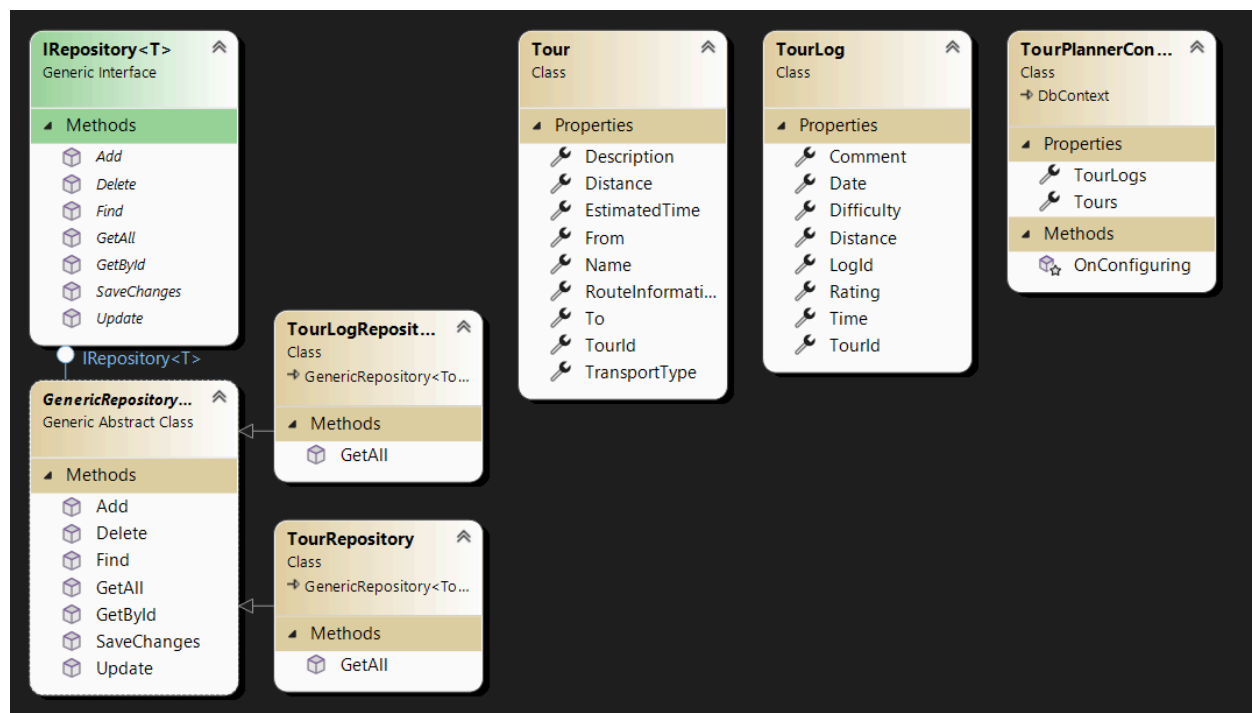 IRepository<T>
Generic Interface
Methods
Add
Delete
Find
GetAll
GetById
SaveChanges
Update
IRepository<T>
GenericRepository...
Generic Abstract Class
Methods
Add
Delete
Find
GetAll
GetById
SaveChanges
Update
TourLogReposit...
Class
GenericRepository<To...
Methods
GetAll
TourRepository
Class
GenericRepository<To...
Methods
GetAll
Tour
Class
Properties
Description
Distance
EstimatedTime
From
Name
RouteInformati...
To
TourId
TransportType
TourLog
Class
Properties
Comment
Date
Difficulty
Distance
LogId
Rating
Time
TourId
TourPlannerCon...
Class
DbContext
Properties
TourLogs
Tours
Methods
OnConfiguring